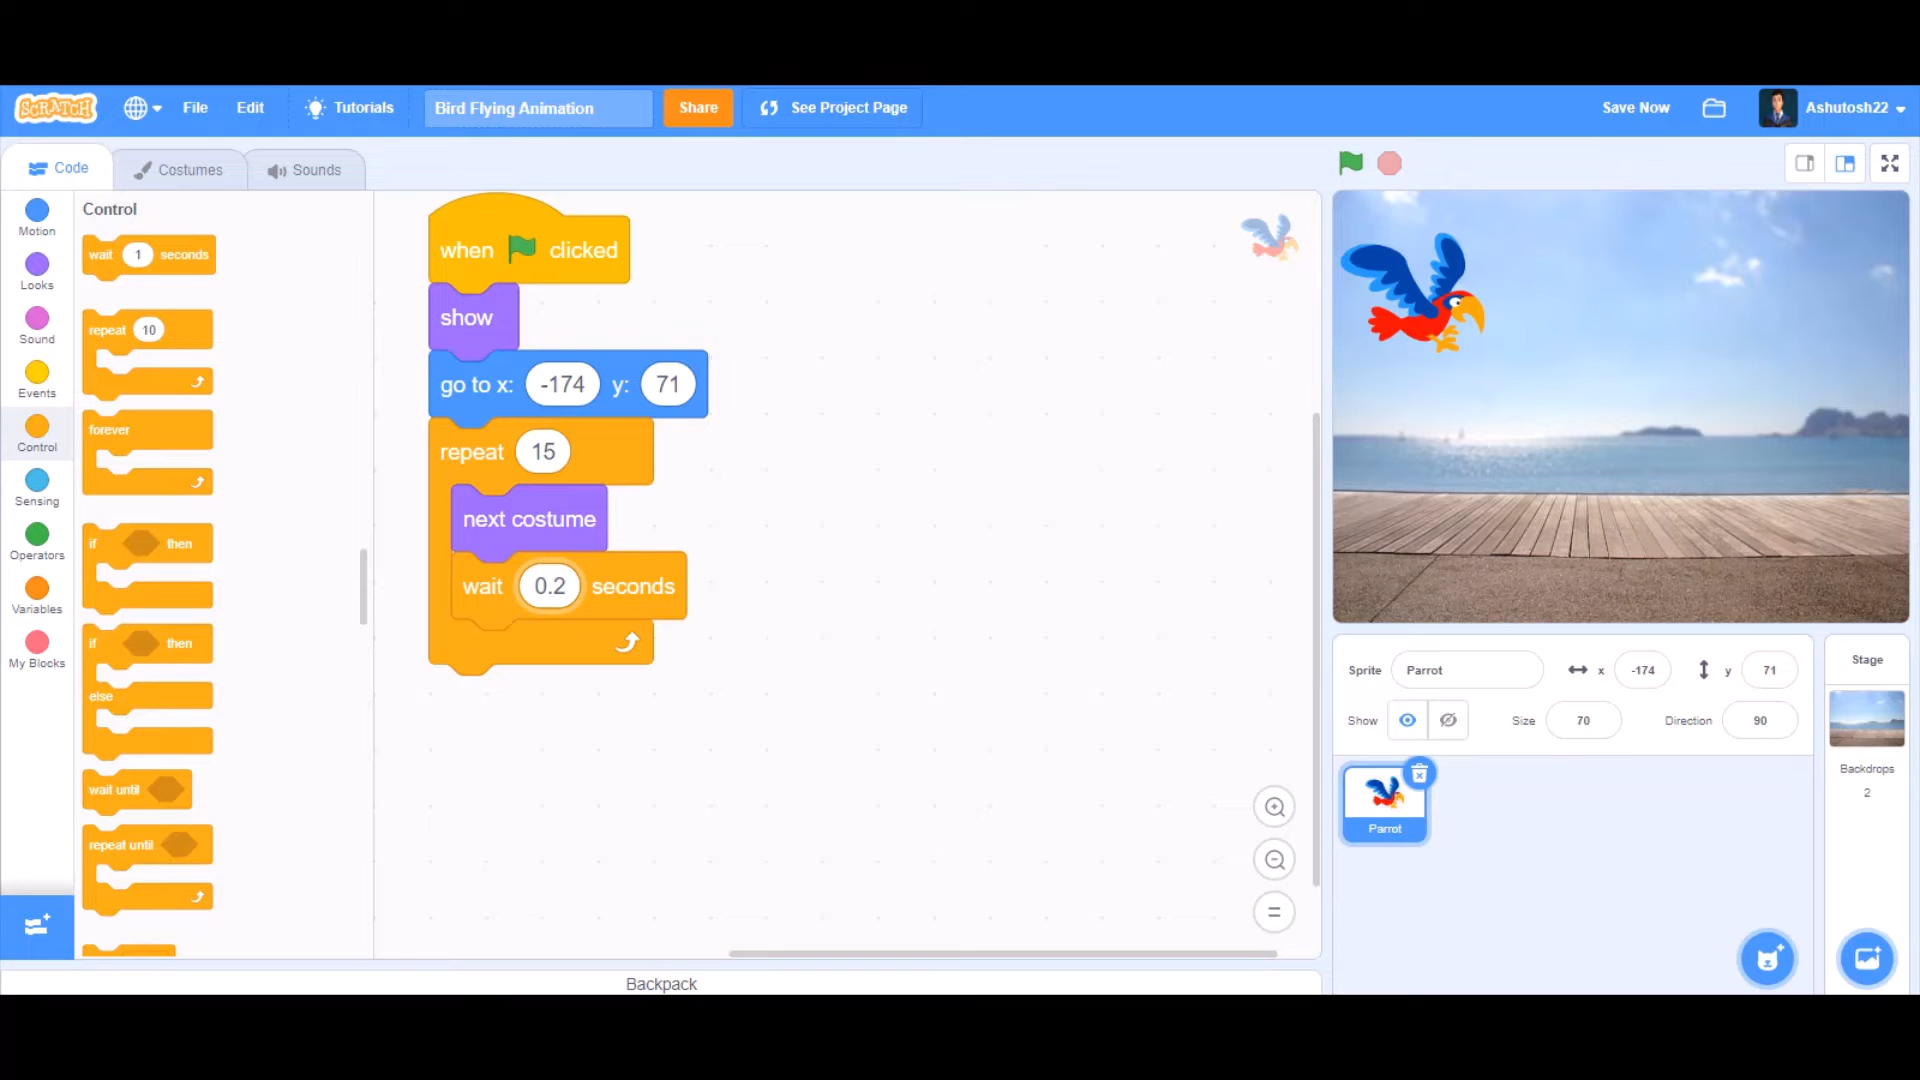 SCRATCH
File
Edit
Tutorials
Bird Flying Animation
Share
See Project Page
Save Now
Ashutosh22
Code
Costumes
Sounds
Motion
Looks
Sound
Events
Control
Sensing
Operators
Variables
My Blocks
Control
wait 1 seconds
repeat 10
forever
if then
if then
else
wait until
repeat until
when clicked
show
go to x: -174 y: 71
repeat 15
next costume
wait 0.2 seconds
Backpack
Sprite Parrot x -174 y 71
Show Size 70 Direction 90
Parrot
Stage
Backdrops
2